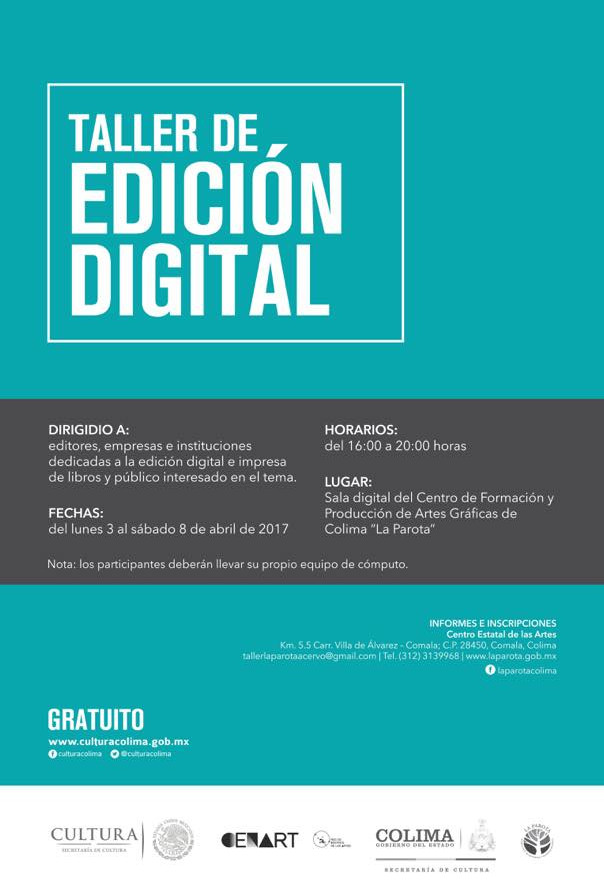 TALLER DE
EDICIÓN
DIGITAL
DIRIGIDIO A:
editores, empresas e instituciones
dedicadas a la edición digital e impresa
de libros y público interesado en el tema.
FECHAS:
del lunes 3 al sábado 8 de abril de 2017
HORARIOS:
del 16:00 a 20:00 horas
LUGAR:
Sala digital del Centro de Formación y
Producción de Artes Gráficas de
Colima “La Parota”
Nota: los participantes deberán llevar su propio equipo de cómputo.
INFORMES E INSCRIPCIONES
Centro Estatal de las Artes
Km. 5.5 Carr. Villa de Álvarez – Comala; C.P. 28450, Comala, Colima
tallerlaparotaacervo@gmail.com | Tel. (312) 3139968 | www.laparota.gob.mx
laparotacolima
GRATUITO
www.culturacolima.gob.mx
culturacolima @culturacolima
CULTURA
SECRETARÍA DE CULTURA
CENART
COLIMA
GOBIERNO DEL ESTADO
SECRETARÍA DE CULTURA
LA PAROTA